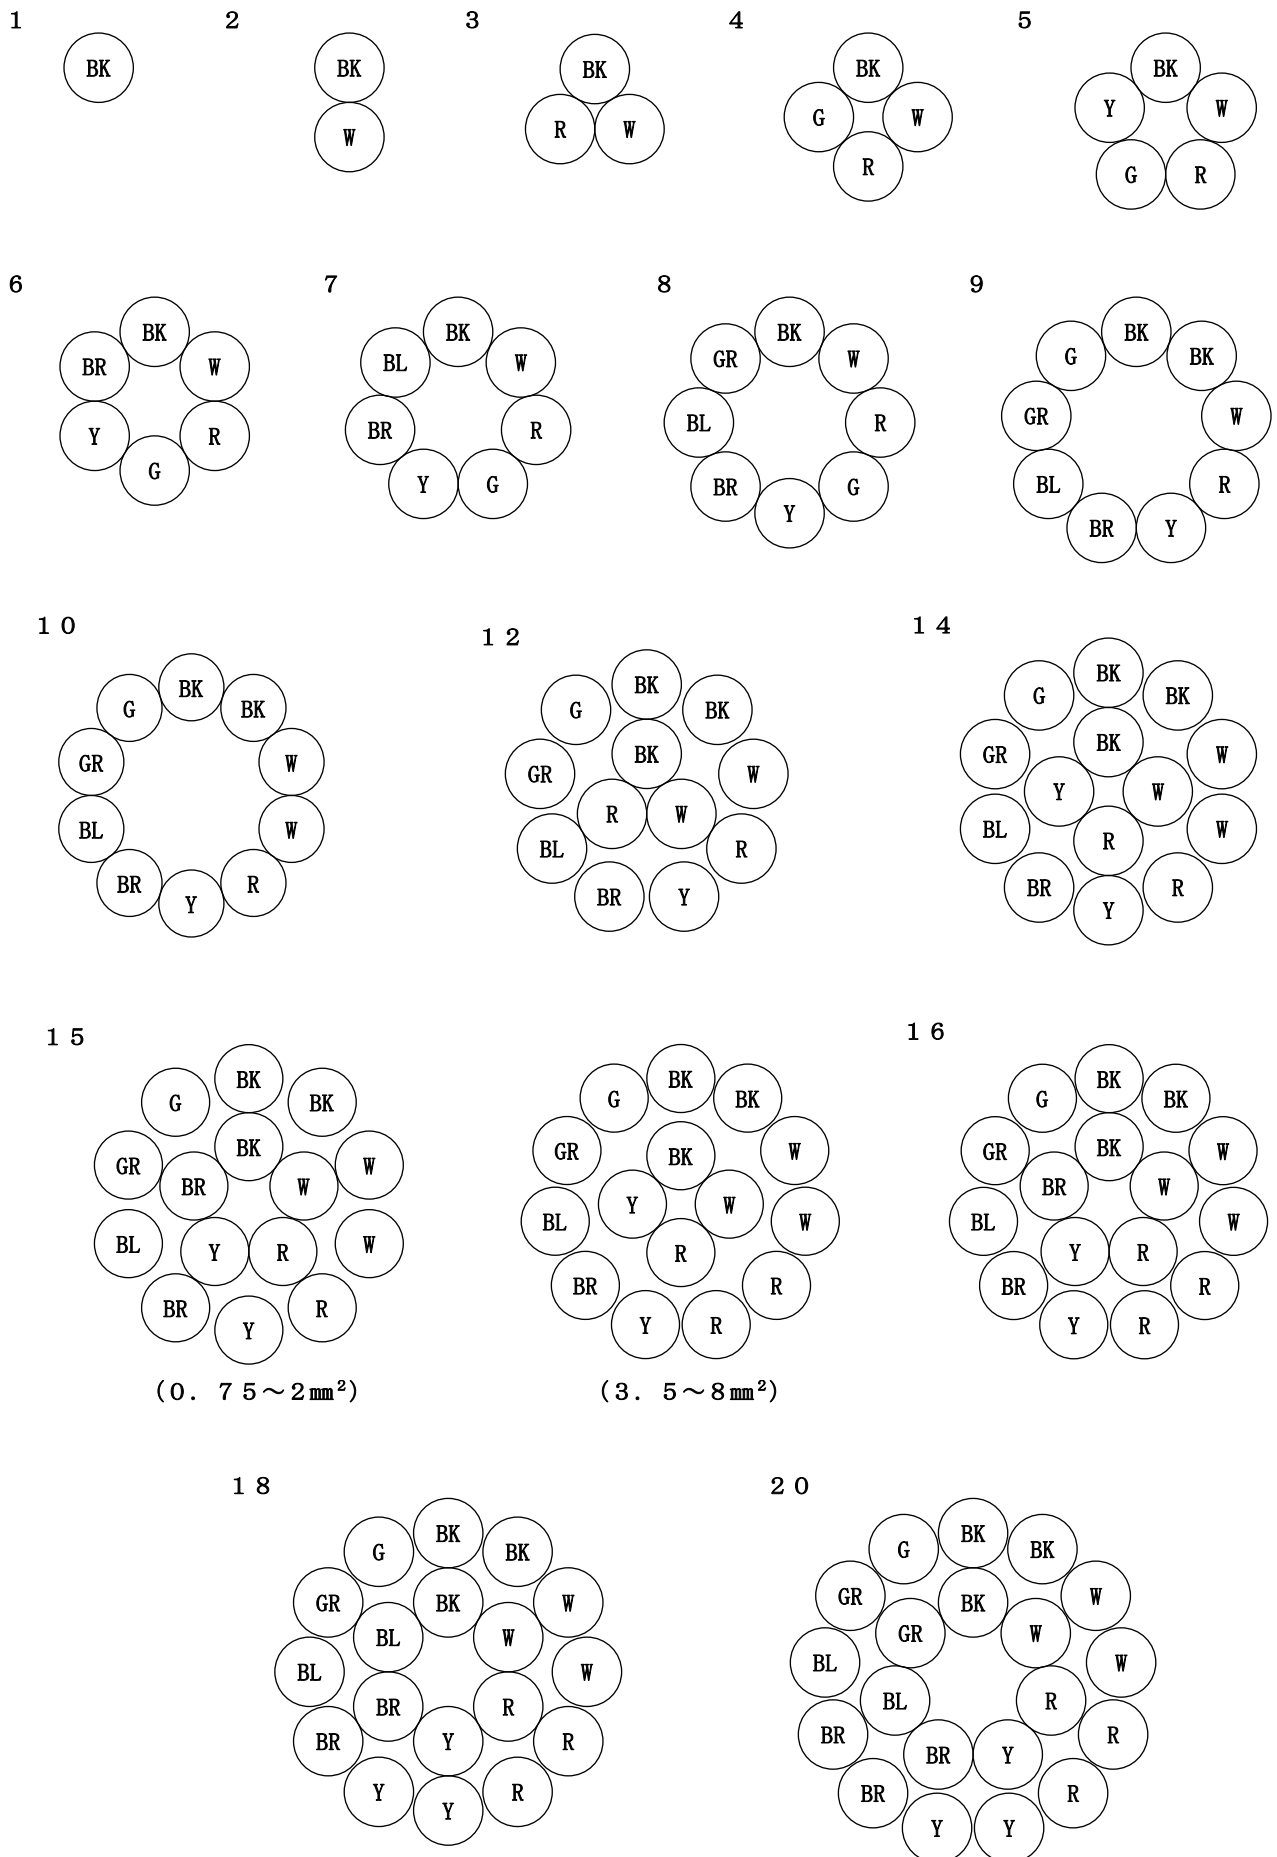 1 2 3 4 5
BK BK BK BK BK
W R W G W Y W
R G R
6 7 8 9
BK BK BK BK
BR W BL W GR W G BK
Y R BR R BL R GR W
G Y G BR G BL R
Y BR Y
10 12 14
BK BK BK
G BK G BK G BK
GR W BK BK
BL W GR W GR W
BR R R W Y W
Y BL R BL W
BR Y R
BR R
Y
15 16
BK BK BK
G BK G BK G BK
BK BK BK
GR W GR W GR W
BR W Y W BR W
BL W BL W BL W
Y R R Y R
BR R BR R BR R
Y Y R Y R
(0. 75～2㎟) (3. 5～8㎟)
18 20
BK BK
G BK G BK
GR BK W GR BK W
BL W GR W
BL W BL W
BR R BL R
BR Y R BR R
BR Y
Y R BR R
Y Y Y